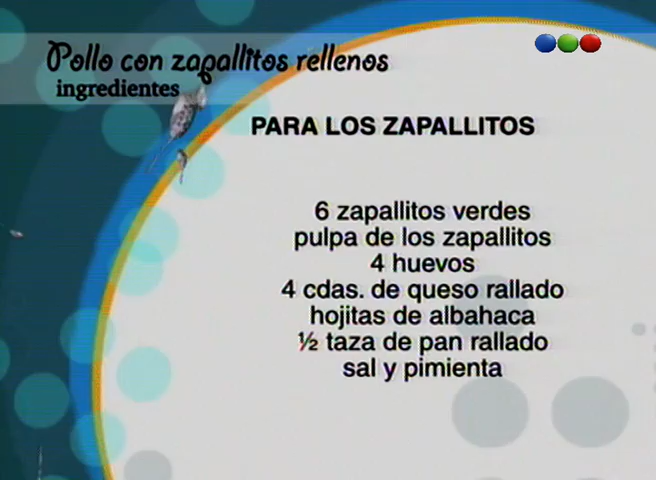 Pollo con zapallitos rellenos
ingredientes
PARA LOS ZAPALLITOS
6 zapallitos verdes
pulpa de los zapallitos
4 huevos
4 cdas. de queso rallado
hojitas de albahaca
½ taza de pan rallado
sal y pimienta